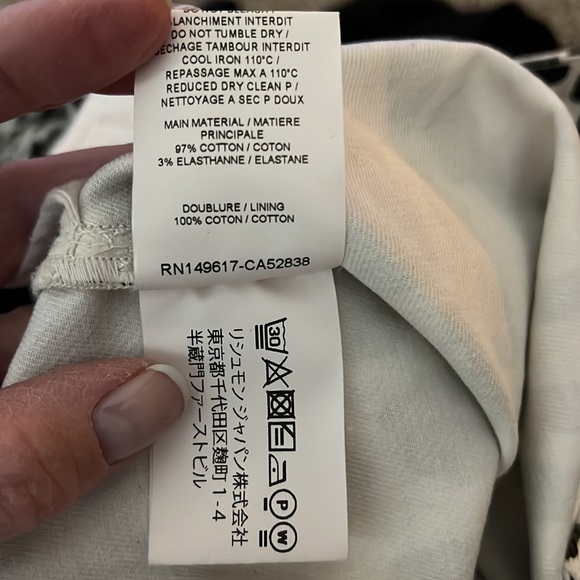 DO NOT BLEACH /
BLANCHIMENT INTERDIT
DO NOT TUMBLE DRY /
SECHAGE TAMBOUR INTERDIT
COOL IRON 110°C /
REPASSAGE MAX A 110°C
REDUCED DRY CLEAN P /
NETTOYAGE A SEC P DOUX
MAIN MATERIAL / MATIERE
PRINCIPALE
97% COTTON / COTON
3% ELASTHANNE / ELASTANE
DOUBLURE / LINING
100% COTON / COTTON
RN149617-CA52838
30
P
W
リシュモン ジャパン株式会社
東京都千代田区麹町1-4
半蔵門ファーストビル